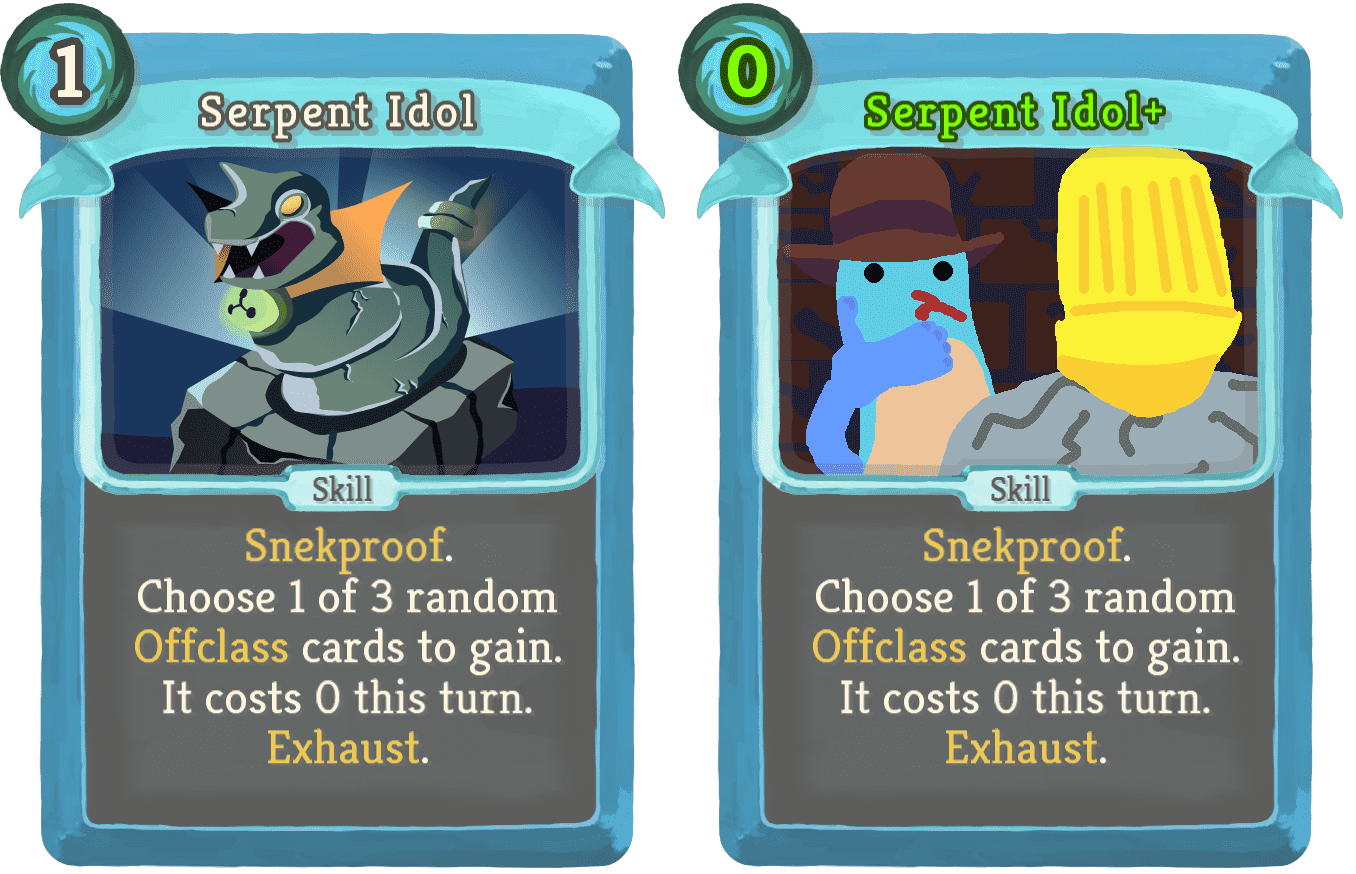 1
Serpent Idol
Skill
Snekproof.
Choose 1 of 3 random
Offclass cards to gain.
It costs 0 this turn.
Exhaust.
0
Serpent Idol+
Skill
Snekproof.
Choose 1 of 3 random
Offclass cards to gain.
It costs 0 this turn.
Exhaust.